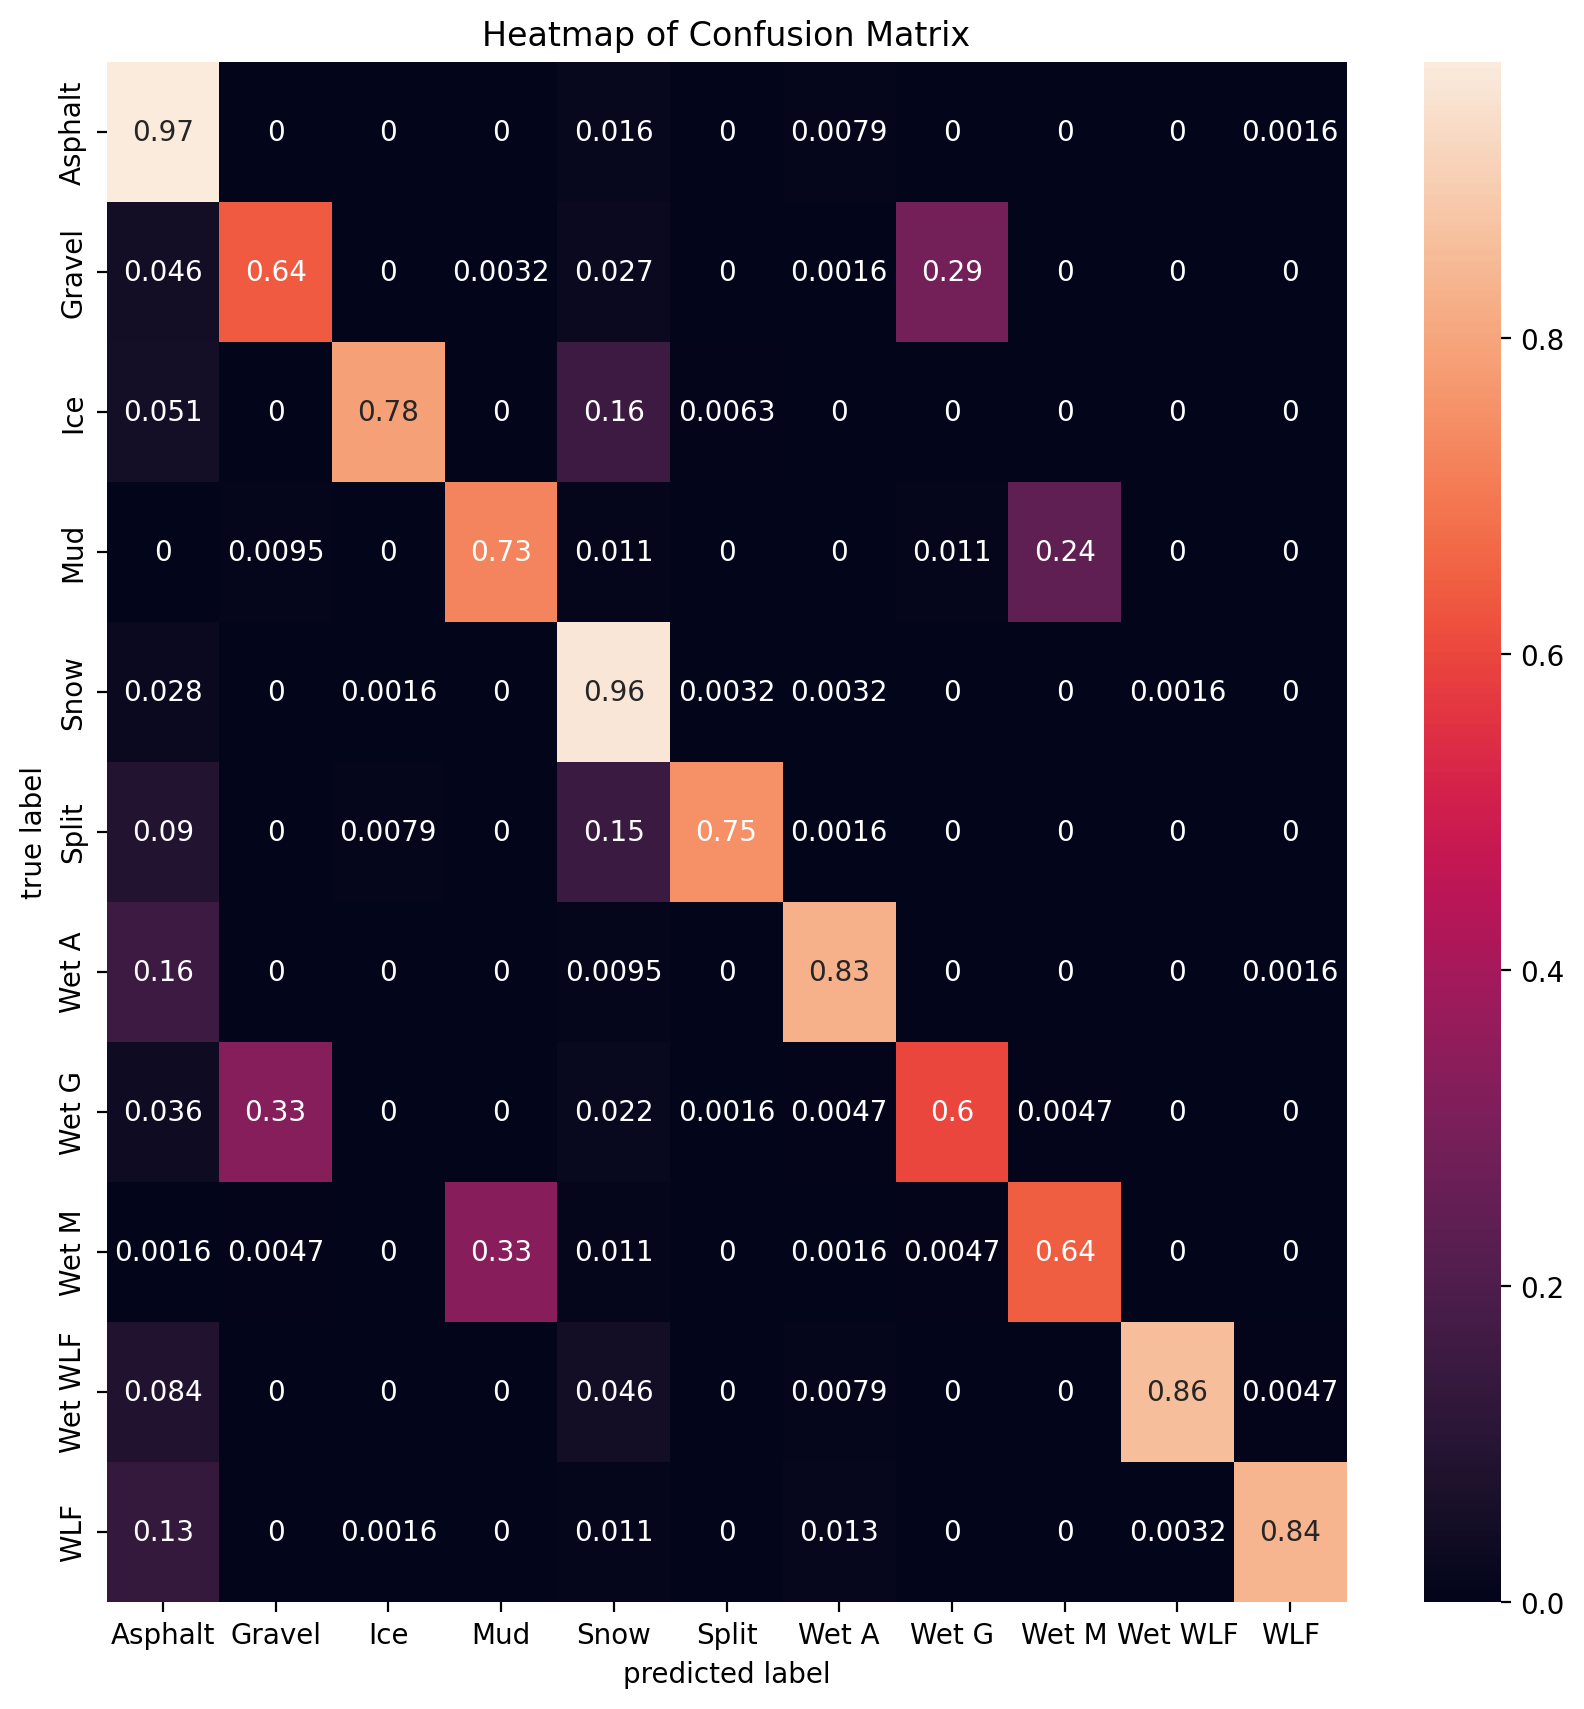 Heatmap of Confusion Matrix
Asphalt 0.97 0 0 0 0.016 0 0.0079 0 0 0 0.0016
Gravel 0.046 0.64 0 0.0032 0.027 0 0.0016 0.29 0 0 0
Ice 0.051 0 0.78 0 0.16 0.0063 0 0 0 0 0
Mud 0 0.0095 0 0.73 0.011 0 0 0.011 0.24 0 0
Snow 0.028 0 0.0016 0 0.96 0.0032 0.0032 0 0 0.0016 0
Split 0.09 0 0.0079 0 0.15 0.75 0.0016 0 0 0 0
Wet A 0.16 0 0 0 0.0095 0 0.83 0 0 0 0.0016
Wet G 0.036 0.33 0 0 0.022 0.0016 0.0047 0.6 0.0047 0 0
Wet M 0.0016 0.0047 0 0.33 0.011 0 0.0016 0.0047 0.64 0 0
Wet WLF 0.084 0 0 0 0.046 0 0.0079 0 0 0.86 0.0047
WLF 0.13 0 0.0016 0 0.011 0 0.013 0 0 0.0032 0.84
true label
Asphalt Gravel Ice Mud Snow Split Wet A Wet G Wet M Wet WLF WLF
predicted label
0.8
0.6
0.4
0.2
0.0